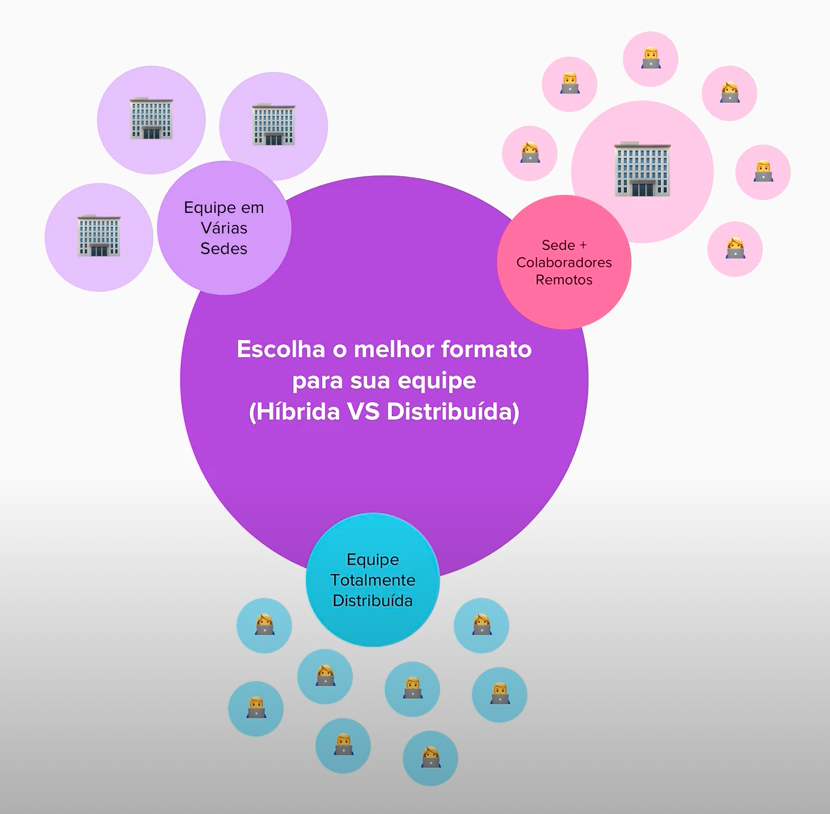 Equipe em
Várias
Sedes
Sede +
Colaboradores
Remotos
Escolha o melhor formato
para sua equipe
(Híbrida VS Distribuída)
Equipe
Totalmente
Distribuída